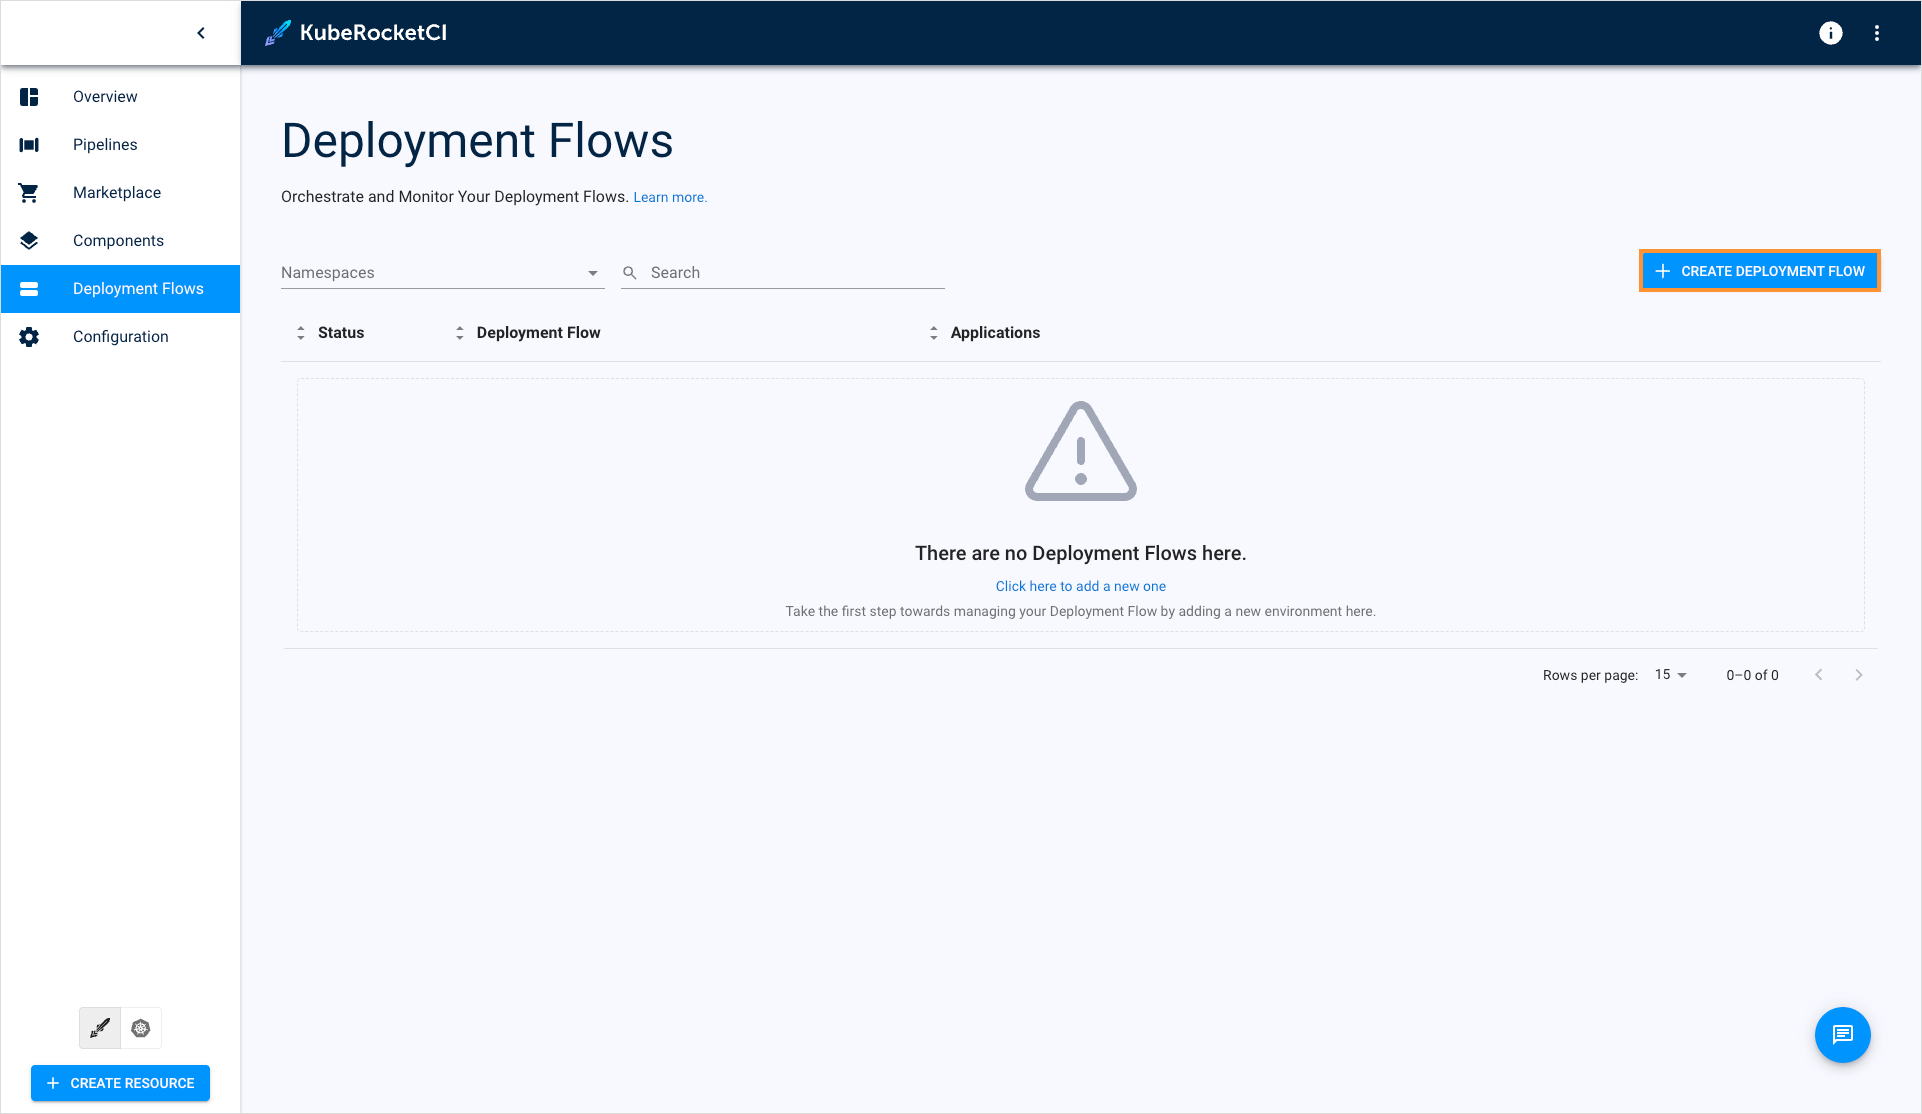 KubeRocketCI
Overview
Pipelines
Marketplace
Components
Deployment Flows
Configuration
CREATE RESOURCE
Deployment Flows
Orchestrate and Monitor Your Deployment Flows. Learn more.
Namespaces
Search
CREATE DEPLOYMENT FLOW
Status
Deployment Flow
Applications
There are no Deployment Flows here.
Click here to add a new one
Take the first step towards managing your Deployment Flow by adding a new environment here.
Rows per page: 15 0–0 of 0